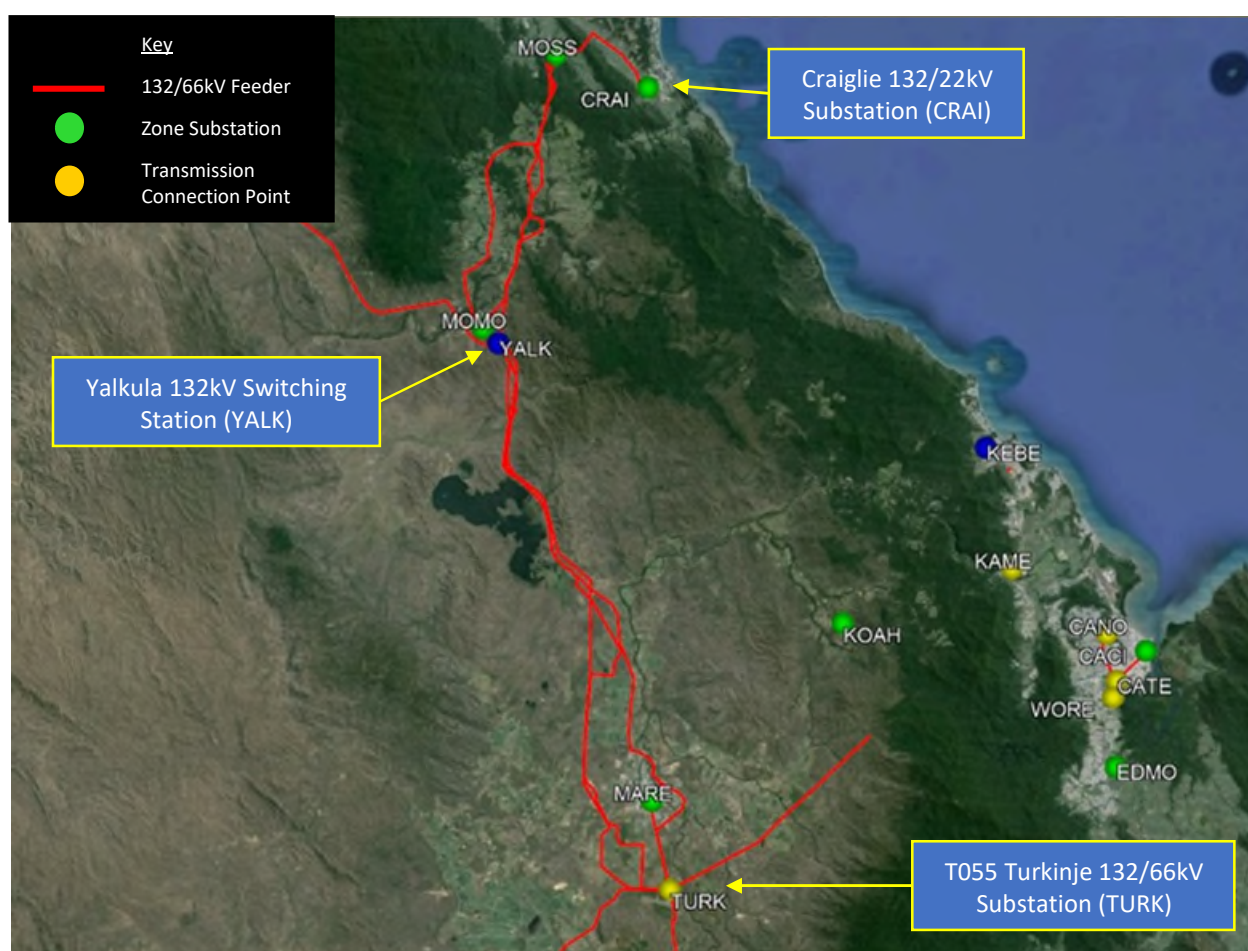 Key
132/66kV Feeder
Zone Substation
Transmission
Connection Point
MOSS
CRAI
Craiglie 132/22kV
Substation (CRAI)
MOMO
YALK
Yalkula 132kV Switching
Station (YALK)
KEBE
KAME
KOAH
CANO
CACI
CATE
WORE
EDMO
MARE
TURK
T055 Turkinje 132/66kV
Substation (TURK)